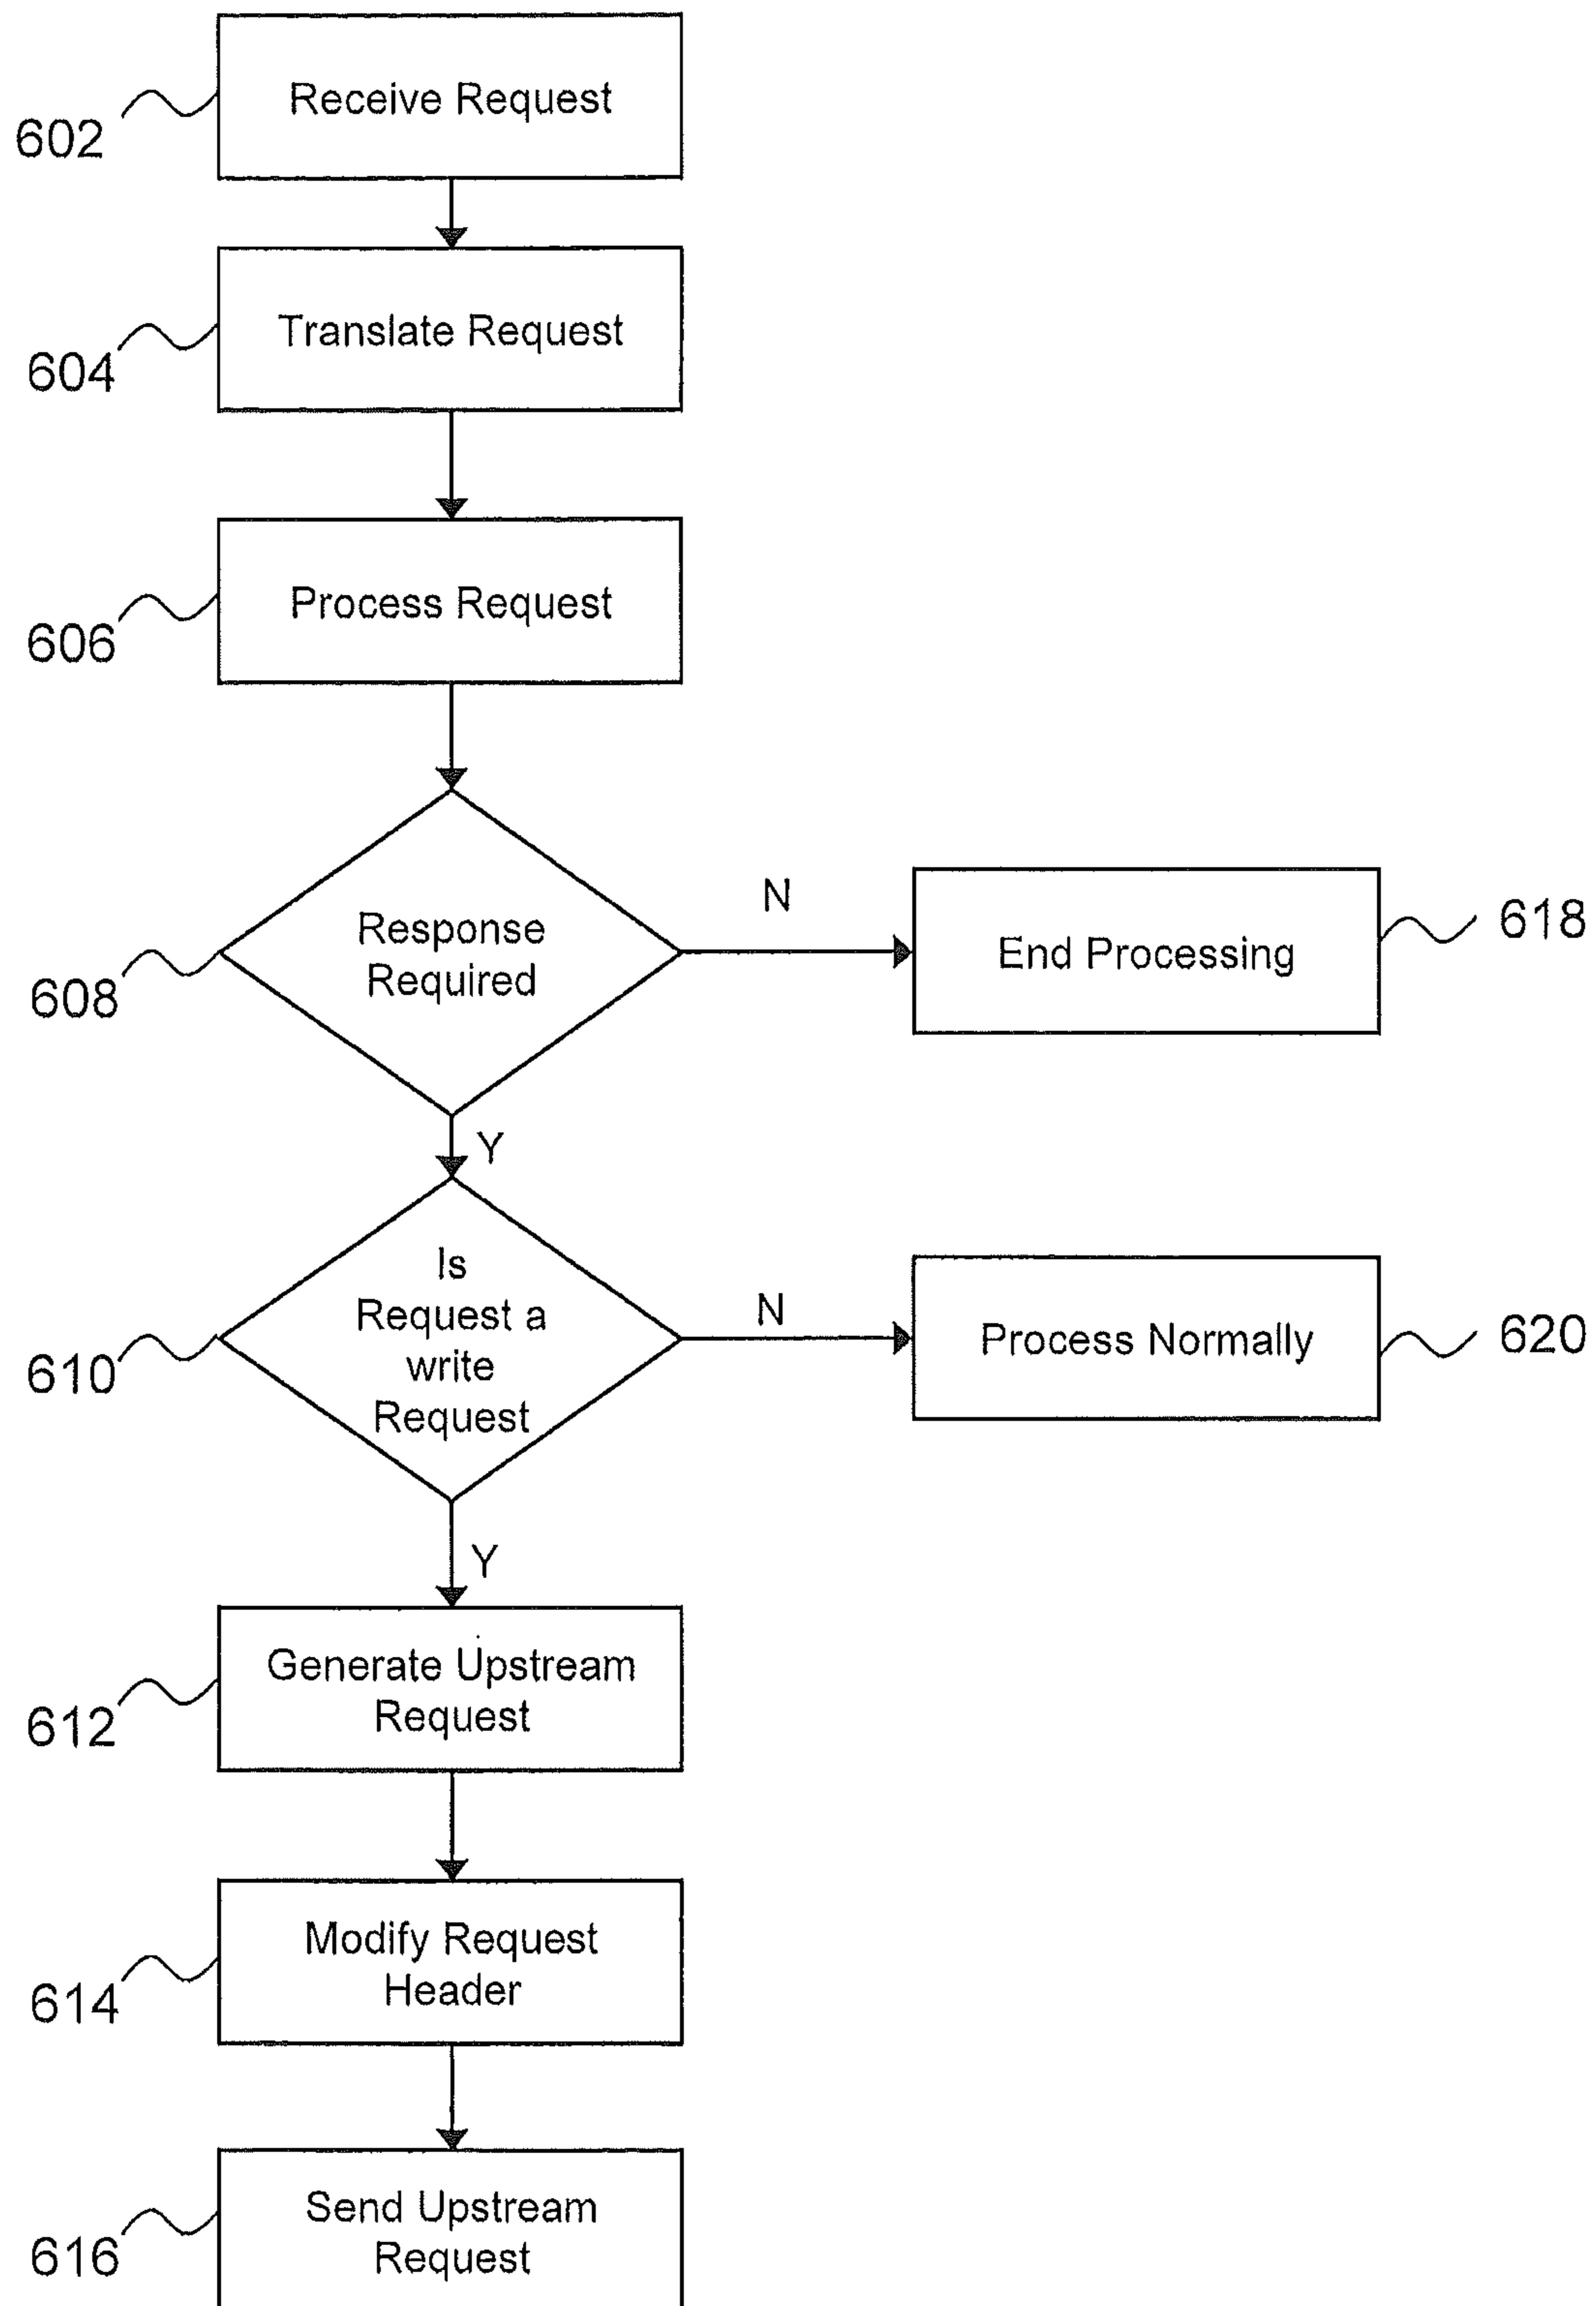 Receive Request
602
Translate Request
604
Process Request
606
Response
Required
608
N
End Processing
618
Y
Is
Request a
write
Request
610
N
Process Normally
620
Y
Generate Upstream
Request
612
Modify Request
Header
614
Send Upstream
Request
616